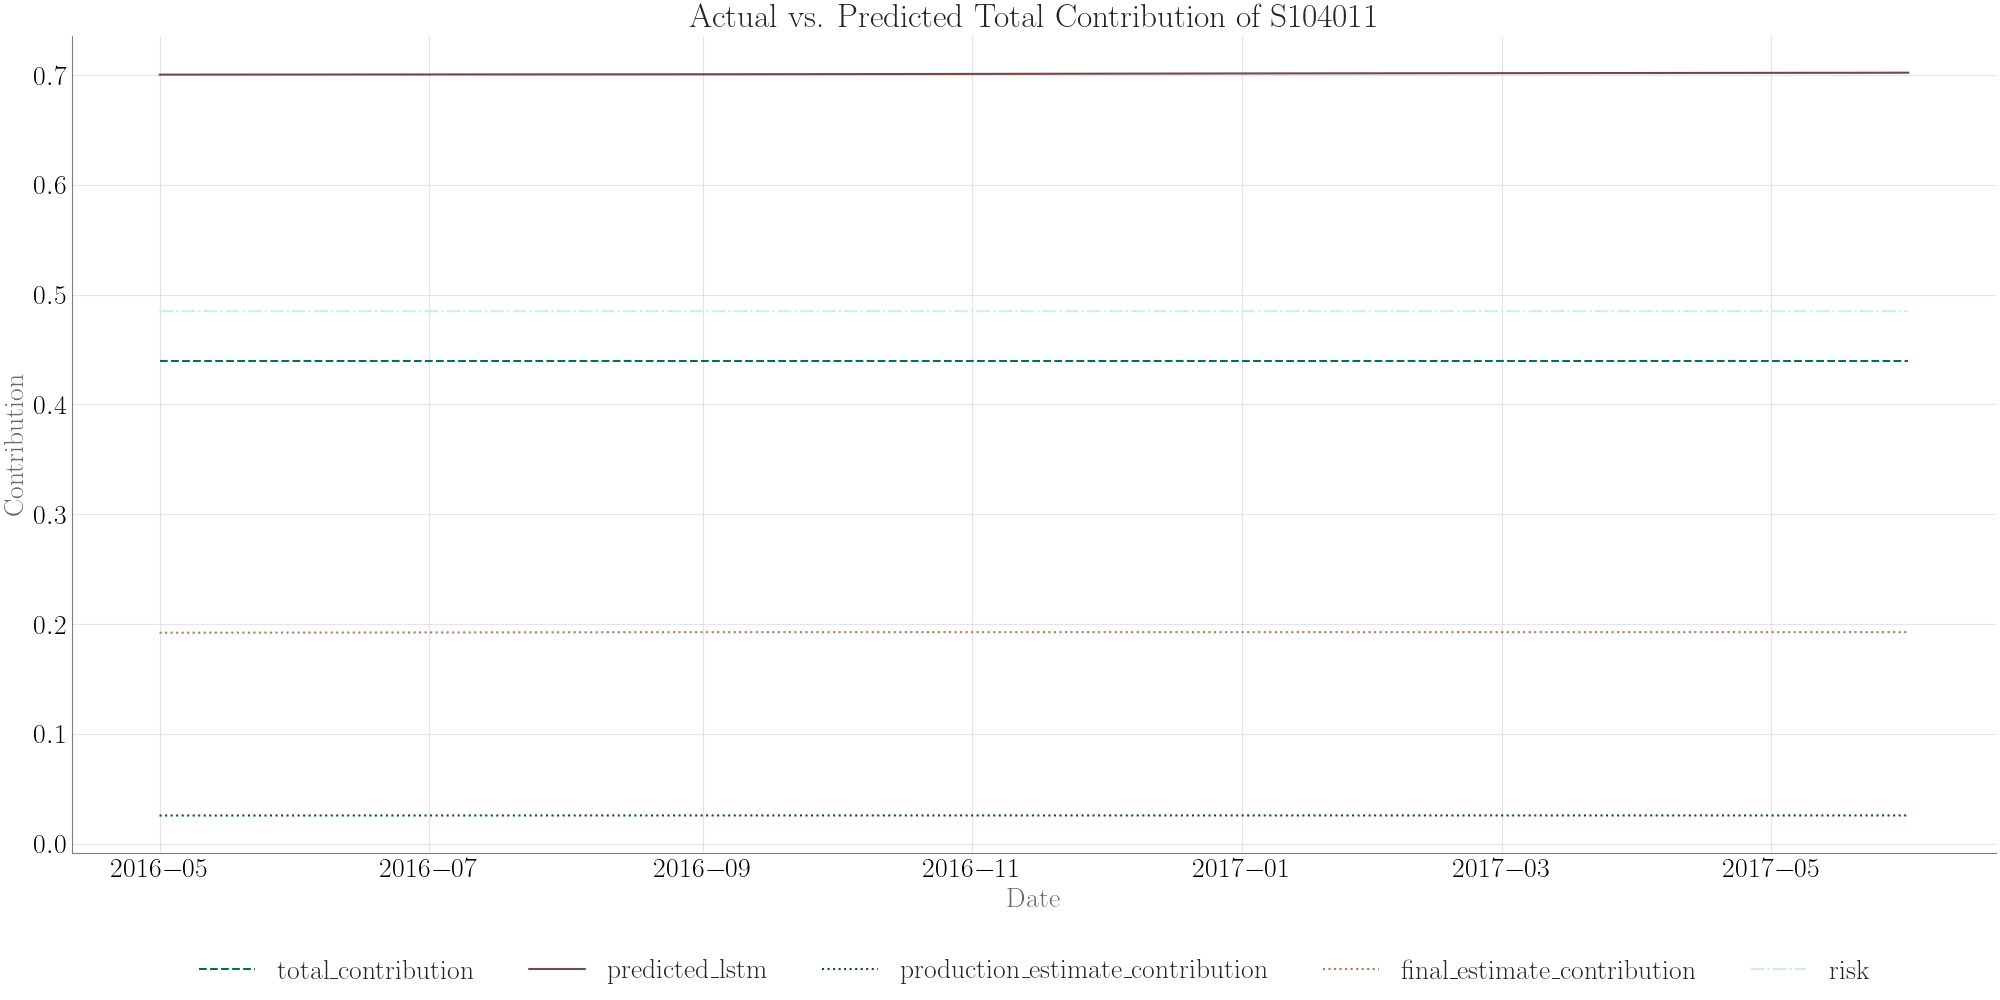 Actual vs. Predicted Total Contribution of S104011
0.7
0.6
0.5
0.4
0.3
0.2
0.1
0.0
Contribution
2016–05 2016–07 2016–09 2016–11 2017–01 2017–03 2017–05
Date
total_contribution predicted_lstm production_estimate_contribution final_estimate_contribution risk